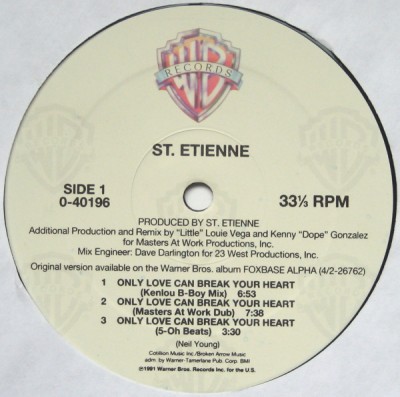 WB
RECORDS
ST. ETIENNE
SIDE 1
0-40196
33⅓ RPM
PRODUCED BY ST. ETIENNE
Additional Production and Remix by "Little" Louie Vega and Kenny "Dope" Gonzalez
for Masters At Work Productions, Inc.
Mix Engineer: Dave Darlington for 23 West Productions, Inc.
Original version available on the Warner Bros. album FOXBASE ALPHA (4/2-26762)
1 ONLY LOVE CAN BREAK YOUR HEART
(Kenlou B-Boy Mix) 6:53
2 ONLY LOVE CAN BREAK YOUR HEART
(Masters At Work Dub) 7:38
3 ONLY LOVE CAN BREAK YOUR HEART
(5-Oh Beats) 3:30
(Neil Young)
Cotillion Music Inc./Broken Arrow Music
adm. by Warner-Tamerlane Pub. Corp. BMI
℗1991 Warner Bros. Records Inc. for the U.S.